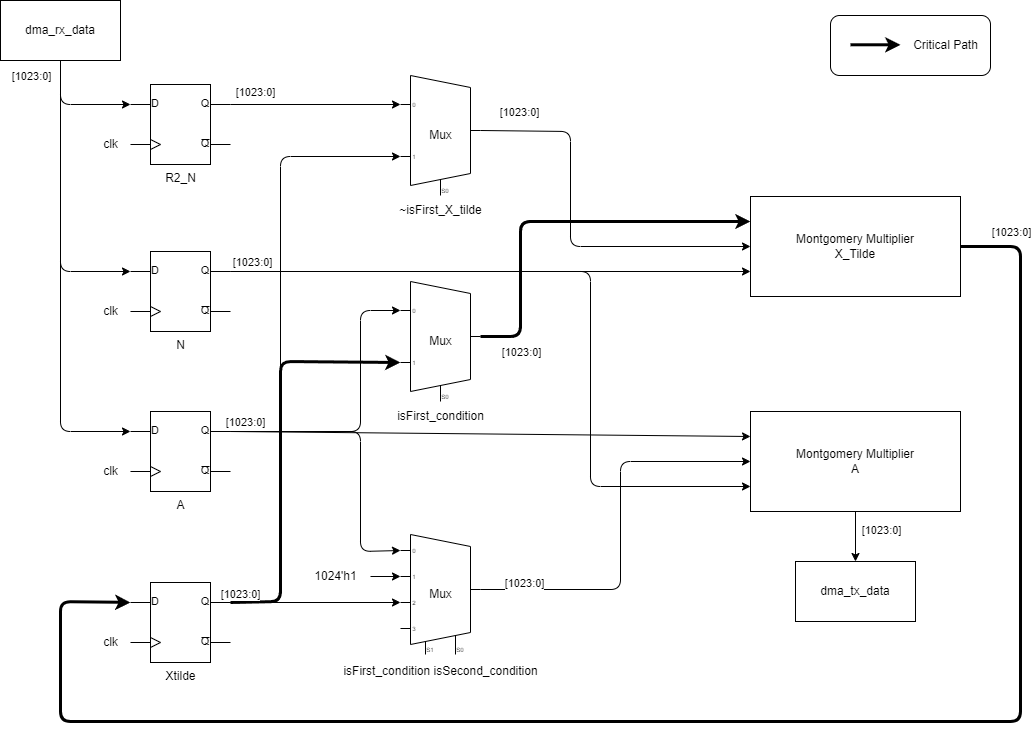 dma_rx_data
Critical Path
[1023:0]
[1023:0]
D
Q
clk
Q
R2_N
0
Mux
1
S0
~isFirst_X_tilde
[1023:0]
Montgomery Multiplier
X_Tilde
[1023:0]
[1023:0]
D
Q
clk
Q
N
0
Mux
1
S0
isFirst_condition
[1023:0]
[1023:0]
D
Q
clk
Q
A
Montgomery Multiplier
A
[1023:0]
dma_tx_data
0
1024'h1
1
Mux
2
3
S1
S0
[1023:0]
isFirst_condition isSecond_condition
[1023:0]
D
Q
clk
Q
Xtilde